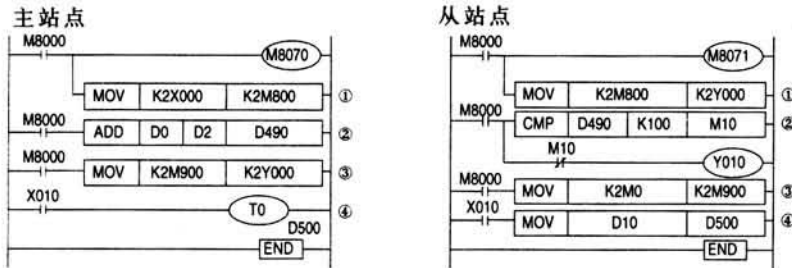 主站点
M8000
M8070
MOV K2X000 K2M800 ①
M8000
ADD D0 D2 D490 ②
M8000
MOV K2M900 K2Y000 ③
X010
T0 ④
D500
END
从站点
M8000
M8071
MOV K2M800 K2Y000 ①
M8000
CMP D490 K100 M10 ②
M10
Y010
M8000
MOV K2M0 K2M900 ③
X010
MOV D10 D500 ④
END